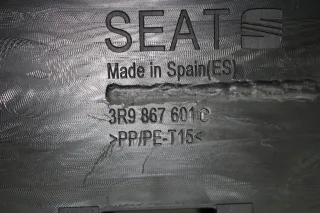 SEAT
Made in Spain(ES)
3R9 867 601 C
>PP/PE-T15<